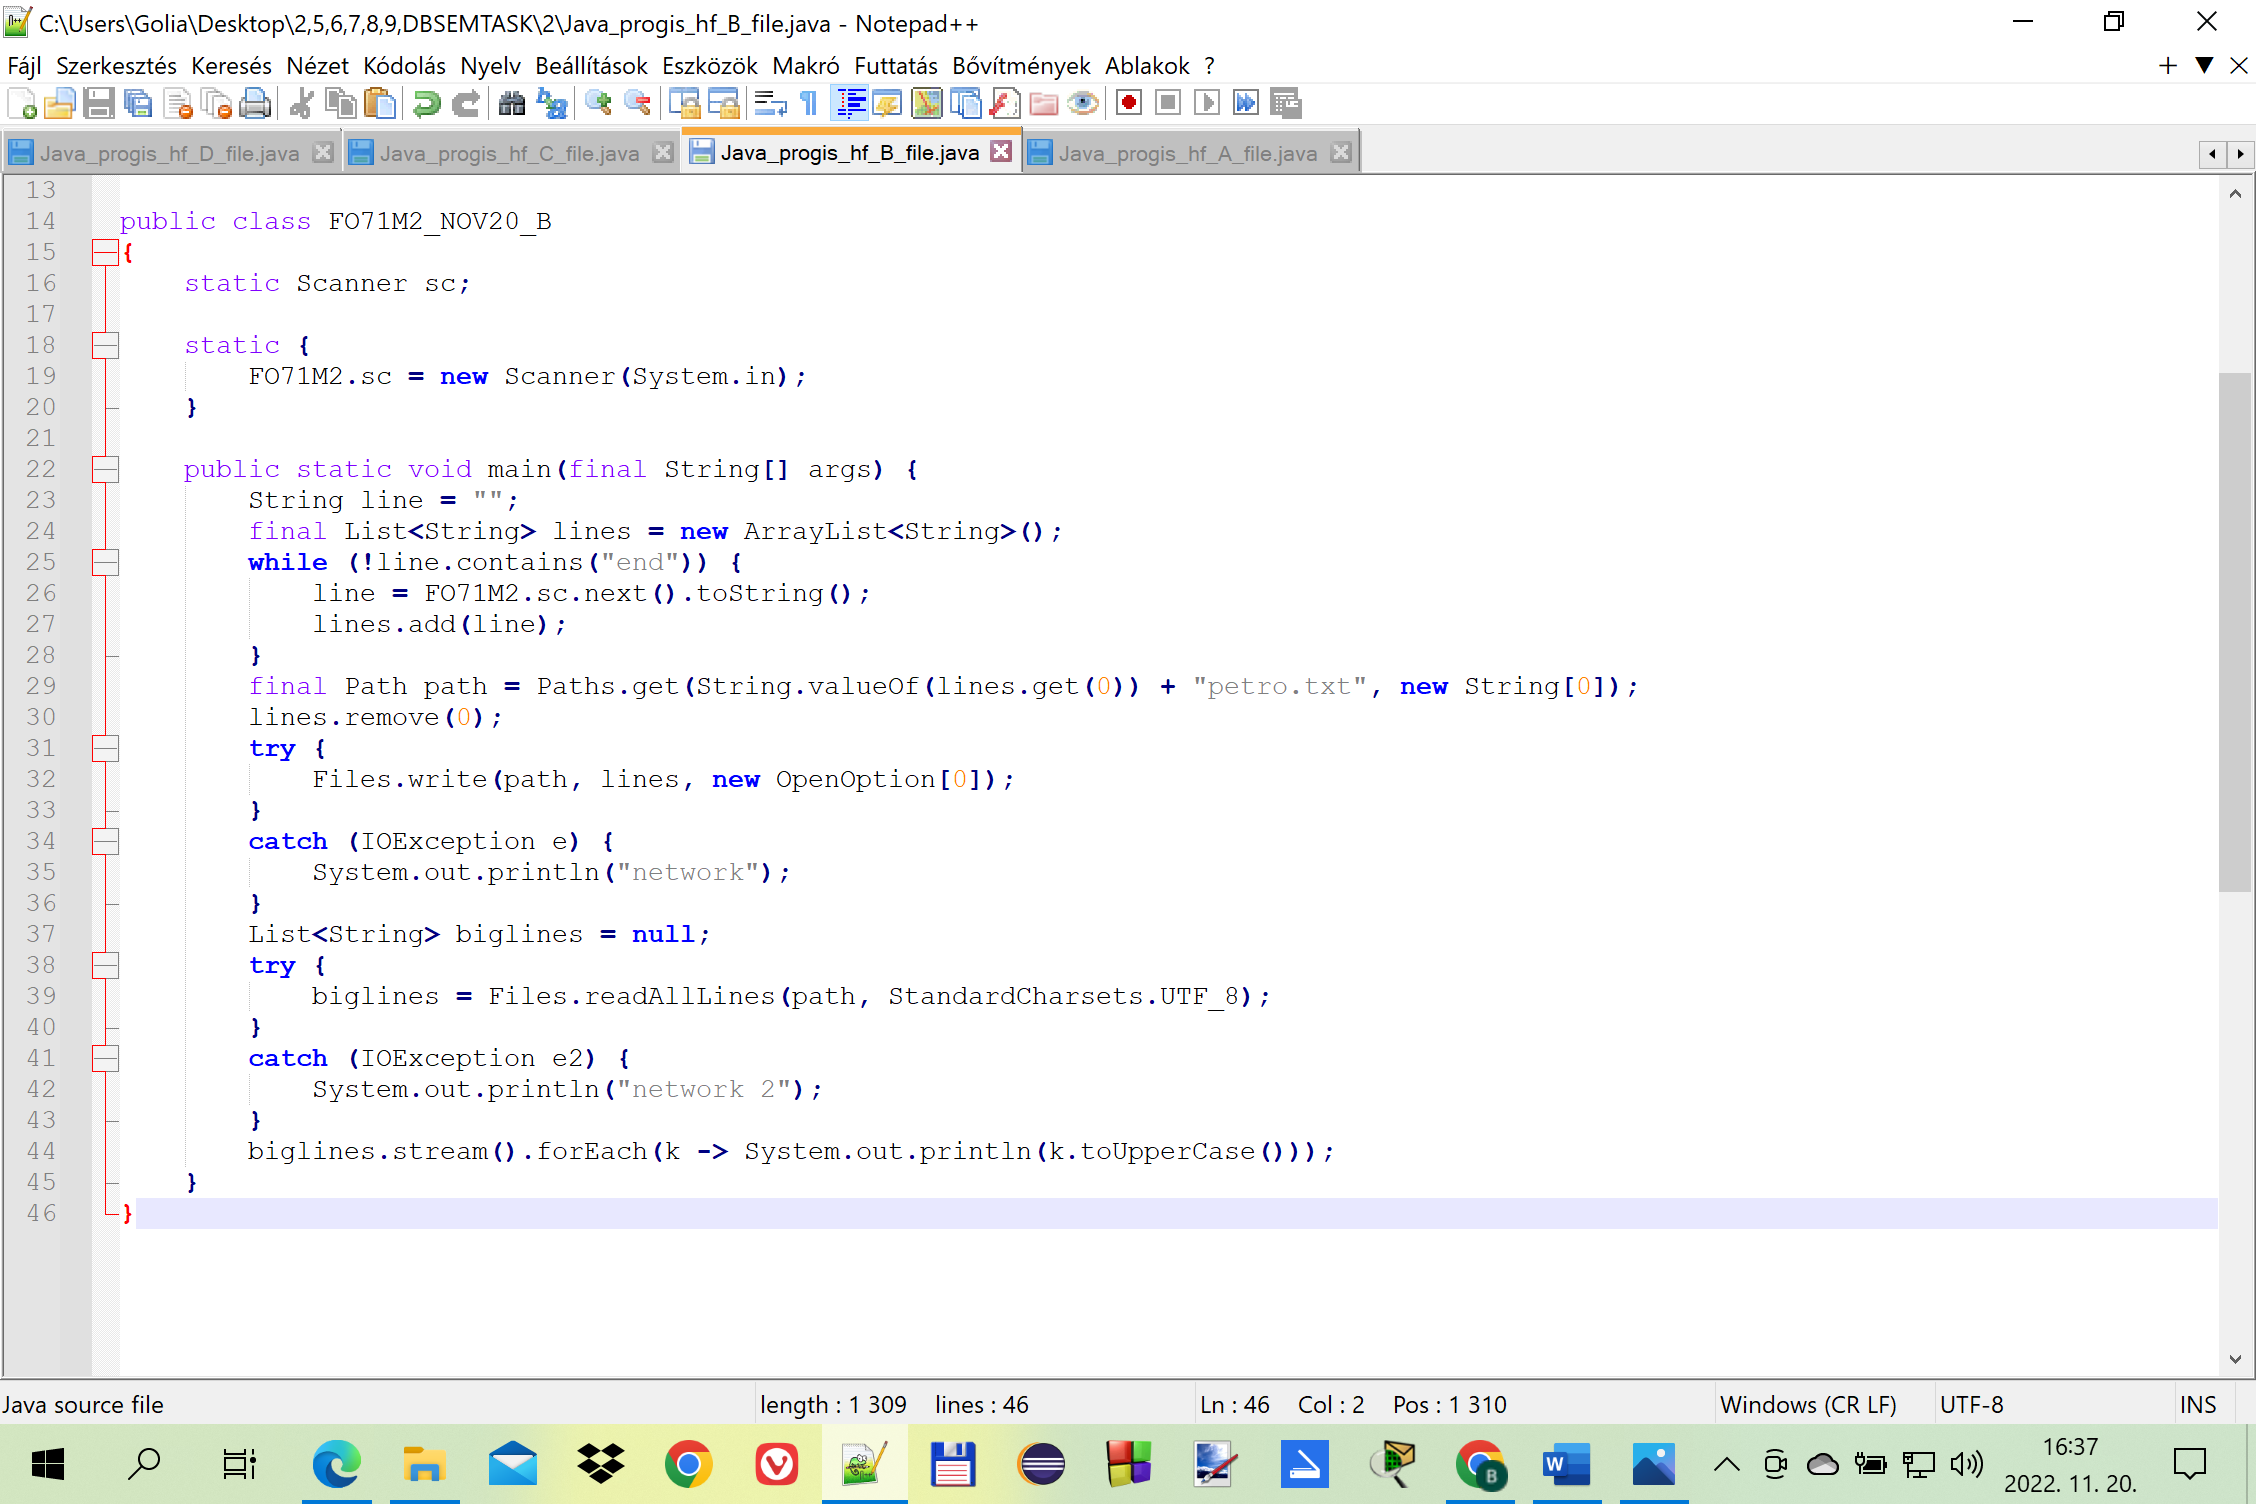 C:\Users\Golia\Desktop\2,5,6,7,8,9,DBSEMTASK\2\Java_progis_hf_B_file.java - Notepad++
Fájl Szerkesztés Keresés Nézet Kódolás Nyelv Beállítások Eszközök Makró Futtatás Bővítmények Ablakok ?
Java_progis_hf_D_file.java Java_progis_hf_C_file.java Java_progis_hf_B_file.java Java_progis_hf_A_file.java
13
14 public class FO71M2_NOV20_B
15 {
16     static Scanner sc;
17
18     static {
19         FO71M2.sc = new Scanner(System.in);
20     }
21
22     public static void main(final String[] args) {
23         String line = "";
24         final List<String> lines = new ArrayList<String>();
25         while (!line.contains("end")) {
26             line = FO71M2.sc.next().toString();
27             lines.add(line);
28         }
29         final Path path = Paths.get(String.valueOf(lines.get(0)) + "petro.txt", new String[0]);
30         lines.remove(0);
31         try {
32             Files.write(path, lines, new OpenOption[0]);
33         }
34         catch (IOException e) {
35             System.out.println("network");
36         }
37         List<String> biglines = null;
38         try {
39             biglines = Files.readAllLines(path, StandardCharsets.UTF_8);
40         }
41         catch (IOException e2) {
42             System.out.println("network 2");
43         }
44         biglines.stream().forEach(k -> System.out.println(k.toUpperCase()));
45     }
46 }
Java source file length : 1 309 lines : 46 Ln : 46 Col : 2 Pos : 1 310 Windows (CR LF) UTF-8 INS
16:37
2022. 11. 20.